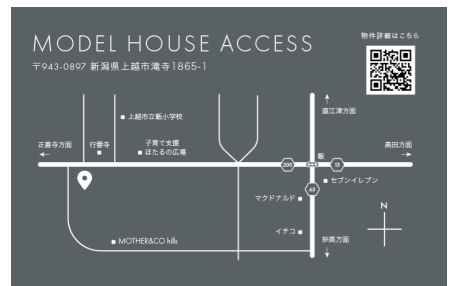 MODEL HOUSE ACCESS
〒943-0897 新潟県上越市滝寺1865-1
物件詳細はこちら
直江津方面
上越市立飯小学校
正善寺方面
行雲寺
子育て支援
ほたるの広場
飯
高田方面
200
13
セブンイレブン
63
マクドナルド
N
イチコ
MOTHER&CO hills
妙高方面